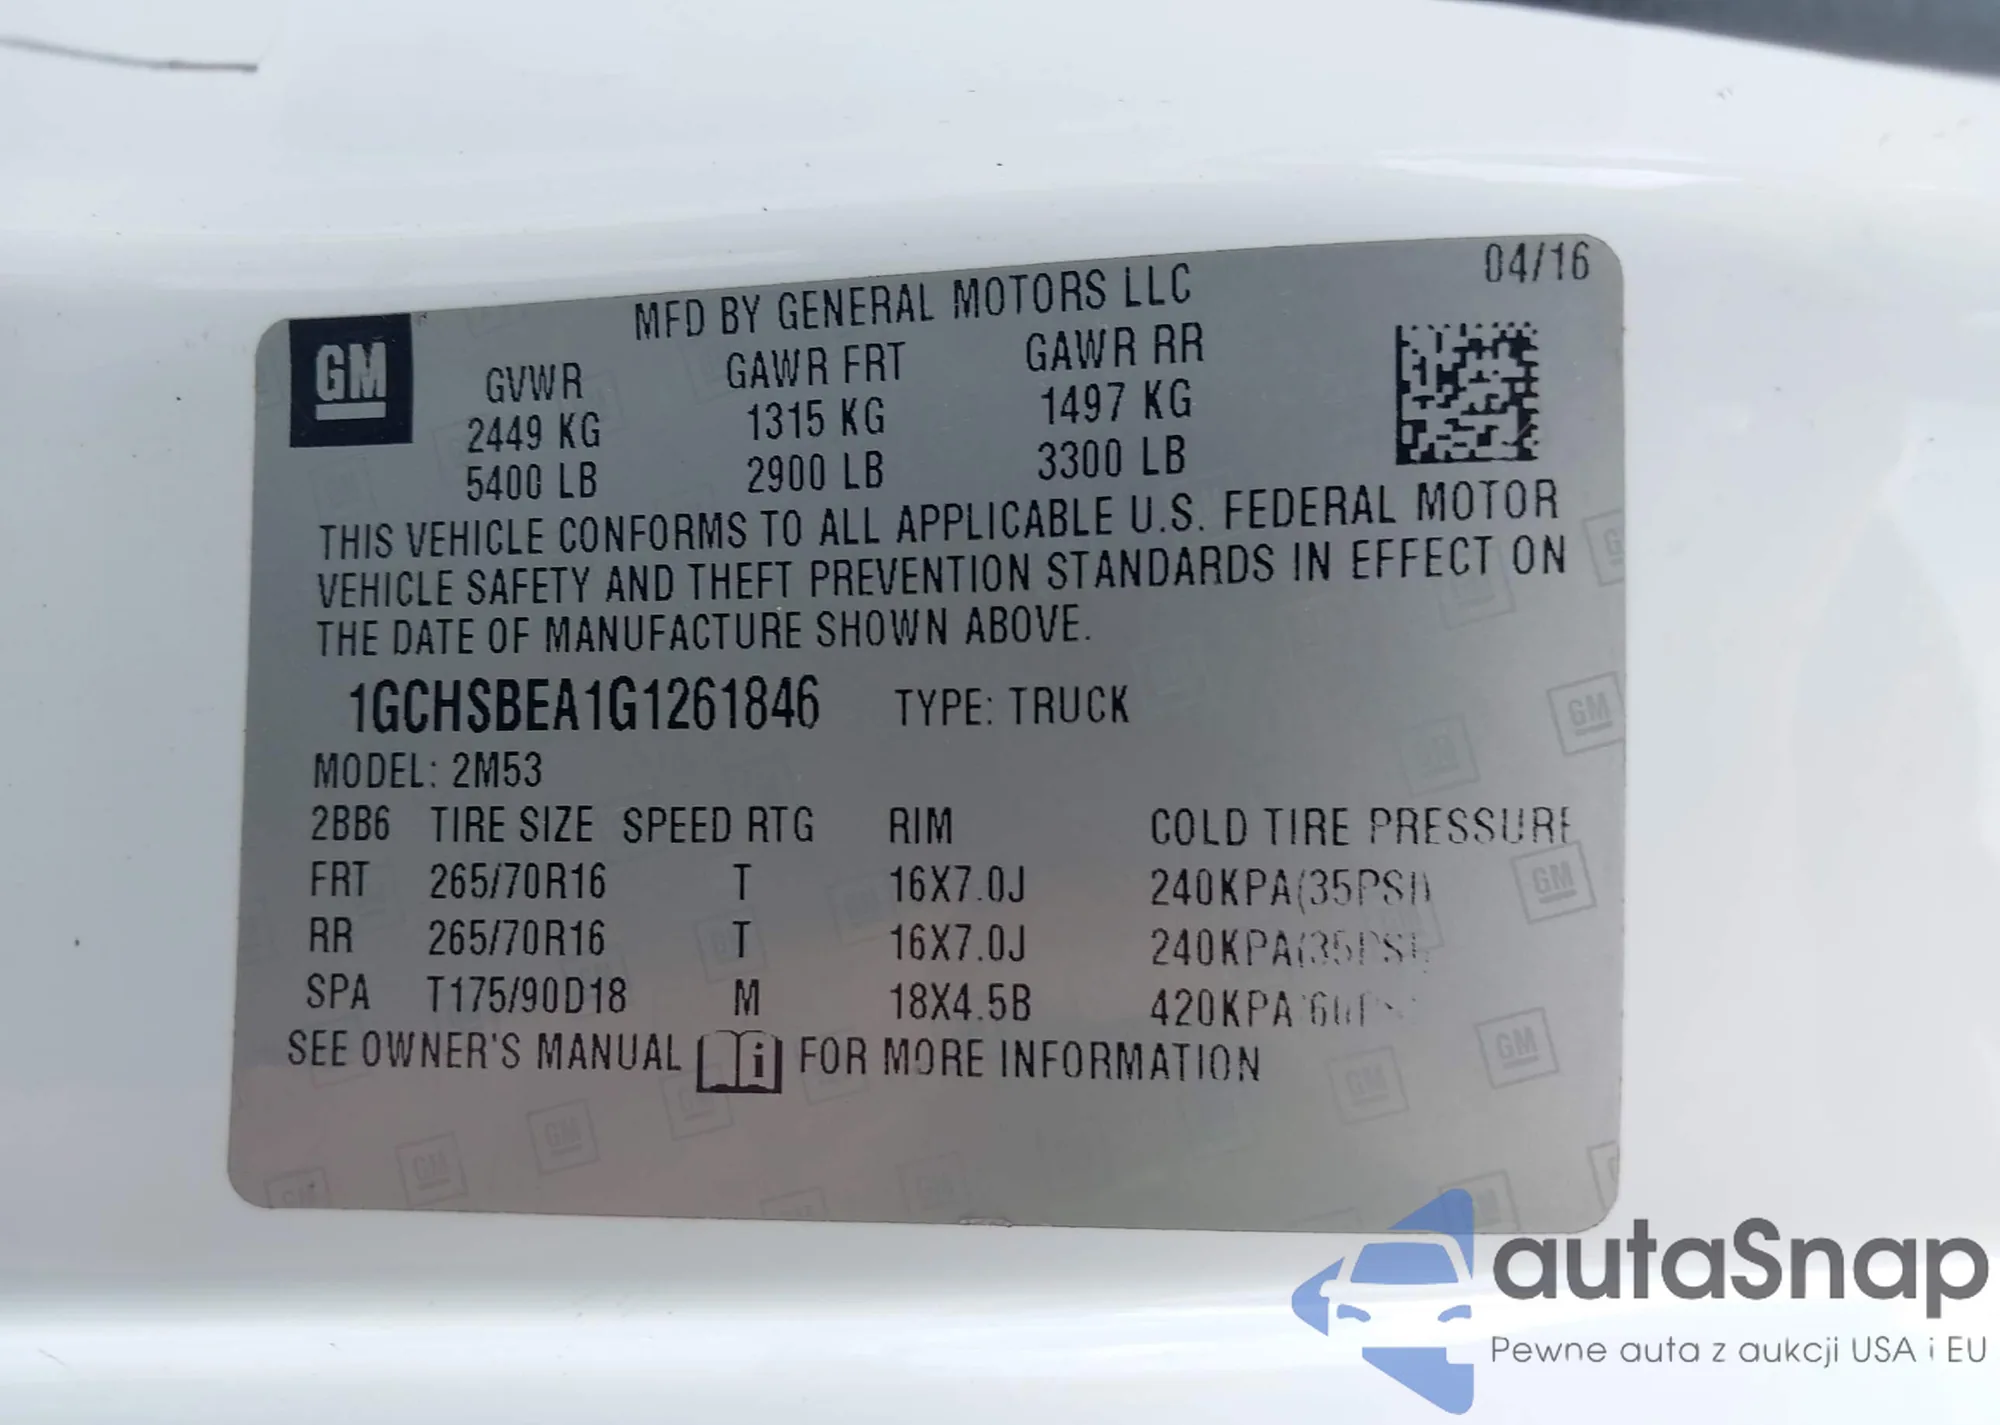 MFD BY GENERAL MOTORS LLC 04/16
GM GVWR GAWR FRT GAWR RR
2449 KG 1315 KG 1497 KG
5400 LB 2900 LB 3300 LB
THIS VEHICLE CONFORMS TO ALL APPLICABLE U.S. FEDERAL MOTOR
VEHICLE SAFETY AND THEFT PREVENTION STANDARDS IN EFFECT ON
THE DATE OF MANUFACTURE SHOWN ABOVE.
1GCHSBEA1G1261846 TYPE: TRUCK
MODEL: 2M53
2BB6 TIRE SIZE SPEED RTG RIM COLD TIRE PRESSURE
FRT 265/70R16 T 16X7.0J 240KPA(35PSI)
RR 265/70R16 T 16X7.0J 240KPA(35PSI)
SPA T175/90D18 M 18X4.5B 420KPA
SEE OWNER'S MANUAL i FOR MORE INFORMATION
autaSnap
Pewne auta z aukcji USA i EU